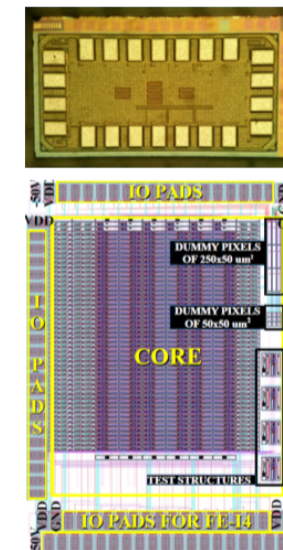 -50V
IO PADS
GND
VDD
DUMMY PIXELS
OF 250x50 um²
DUMMY PIXELS
OF 50x50 um²
IO PADS
CORE
TEST STRUCTURES
GND
VDD
IO PADS FOR FE-I4
50V